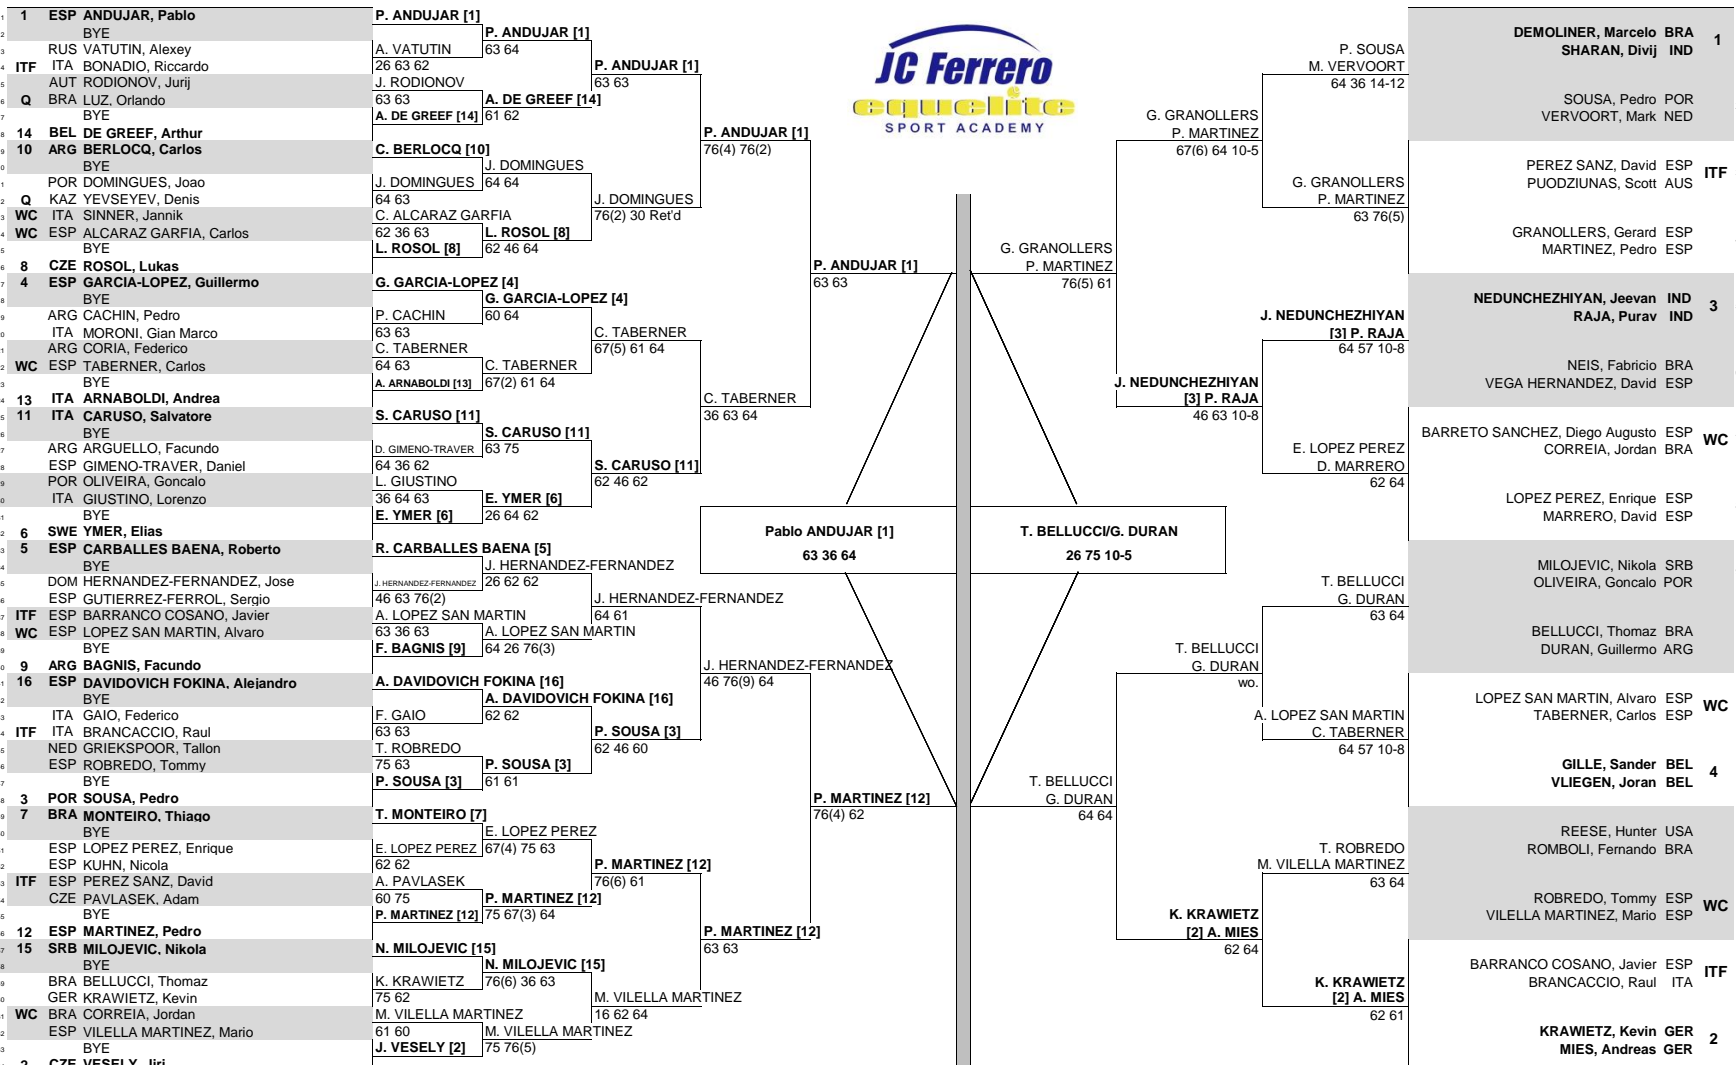 1 ESP ANDUJAR, Pablo
BYE
RUS VATUTIN, Alexey
ITF ITA BONADIO, Riccardo
AUT RODIONOV, Jurij
Q BRA LUZ, Orlando
BYE
14 BEL DE GREEF, Arthur
10 ARG BERLOCQ, Carlos
BYE
POR DOMINGUES, Joao
Q KAZ YEVSEYEV, Denis
WC ITA SINNER, Jannik
WC ESP ALCARAZ GARFIA, Carlos
BYE
8 CZE ROSOL, Lukas
4 ESP GARCIA-LOPEZ, Guillermo
BYE
ARG CACHIN, Pedro
ITA MORONI, Gian Marco
ARG CORIA, Federico
WC ESP TABERNER, Carlos
BYE
13 ITA ARNABOLDI, Andrea
11 ITA CARUSO, Salvatore
BYE
ARG ARGUELLO, Facundo
ESP GIMENO-TRAVER, Daniel
POR OLIVEIRA, Goncalo
ITA GIUSTINO, Lorenzo
BYE
6 SWE YMER, Elias
5 ESP CARBALLES BAENA, Roberto
BYE
DOM HERNANDEZ-FERNANDEZ, Jose
ESP GUTIERREZ-FERROL, Sergio
ITF ESP BARRANCO COSANO, Javier
WC ESP LOPEZ SAN MARTIN, Alvaro
BYE
9 ARG BAGNIS, Facundo
16 ESP DAVIDOVICH FOKINA, Alejandro
BYE
ITA GAIO, Federico
ITF ITA BRANCACCIO, Raul
NED GRIEKSPOOR, Tallon
ESP ROBREDO, Tommy
BYE
3 POR SOUSA, Pedro
7 BRA MONTEIRO, Thiago
BYE
ESP LOPEZ PEREZ, Enrique
ESP KUHN, Nicola
ITF ESP PEREZ SANZ, David
CZE PAVLASEK, Adam
BYE
12 ESP MARTINEZ, Pedro
15 SRB MILOJEVIC, Nikola
BYE
BRA BELLUCCI, Thomaz
GER KRAWIETZ, Kevin
WC BRA CORREIA, Jordan
ESP VILELLA MARTINEZ, Mario
BYE
2 CZE VESELY, Jiri
P. ANDUJAR [1]
A. VATUTIN
26 63 62
J. RODIONOV
63 63
A. DE GREEF [14]
C. BERLOCQ [10]
J. DOMINGUES
64 63
C. ALCARAZ GARFIA
62 36 63
L. ROSOL [8]
G. GARCIA-LOPEZ [4]
P. CACHIN
63 63
C. TABERNER
64 63
A. ARNABOLDI [13]
S. CARUSO [11]
D. GIMENO-TRAVER
64 36 62
L. GIUSTINO
36 64 63
E. YMER [6]
R. CARBALLES BAENA [5]
J. HERNANDEZ-FERNANDEZ
46 63 76(2)
A. LOPEZ SAN MARTIN
63 36 63
F. BAGNIS [9]
A. DAVIDOVICH FOKINA [16]
F. GAIO
63 63
T. ROBREDO
75 63
P. SOUSA [3]
T. MONTEIRO [7]
E. LOPEZ PEREZ
62 62
A. PAVLASEK
60 75
P. MARTINEZ [12]
N. MILOJEVIC [15]
K. KRAWIETZ
75 62
M. VILELLA MARTINEZ
61 60
J. VESELY [2]
P. ANDUJAR [1]
63 64
A. DE GREEF [14]
61 62
J. DOMINGUES
64 64
L. ROSOL [8]
62 46 64
G. GARCIA-LOPEZ [4]
60 64
C. TABERNER
67(2) 61 64
S. CARUSO [11]
63 75
E. YMER [6]
26 64 62
J. HERNANDEZ-FERNANDEZ
26 62 62
A. LOPEZ SAN MARTIN
64 26 76(3)
A. DAVIDOVICH FOKINA [16]
62 62
P. SOUSA [3]
61 61
E. LOPEZ PEREZ
67(4) 75 63
P. MARTINEZ [12]
75 67(3) 64
N. MILOJEVIC [15]
76(6) 36 63
M. VILELLA MARTINEZ
75 76(5)
P. ANDUJAR [1]
63 63
J. DOMINGUES
76(2) 30 Ret'd
C. TABERNER
67(5) 61 64
S. CARUSO [11]
62 46 62
J. HERNANDEZ-FERNANDEZ
64 61
P. SOUSA [3]
62 46 60
P. MARTINEZ [12]
76(6) 61
M. VILELLA MARTINEZ
16 62 64
P. ANDUJAR [1]
76(4) 76(2)
C. TABERNER
36 63 64
J. HERNANDEZ-FERNANDEZ
46 76(9) 64
P. MARTINEZ [12]
63 63
P. ANDUJAR [1]
63 63
P. MARTINEZ [12]
76(4) 62
Pablo ANDUJAR [1]
63 36 64
JC Ferrero
equelite
SPORT ACADEMY
T. BELLUCCI/G. DURAN
26 75 10-5
G. GRANOLLERS
P. MARTINEZ
76(5) 61
T. BELLUCCI
G. DURAN
64 64
G. GRANOLLERS
P. MARTINEZ
67(6) 64 10-5
J. NEDUNCHEZHIYAN
[3] P. RAJA
46 63 10-8
T. BELLUCCI
G. DURAN
wo.
K. KRAWIETZ
[2] A. MIES
62 64
P. SOUSA
M. VERVOORT
64 36 14-12
G. GRANOLLERS
P. MARTINEZ
63 76(5)
J. NEDUNCHEZHIYAN
[3] P. RAJA
64 57 10-8
E. LOPEZ PEREZ
D. MARRERO
62 64
T. BELLUCCI
G. DURAN
63 64
A. LOPEZ SAN MARTIN
C. TABERNER
64 57 10-8
T. ROBREDO
M. VILELLA MARTINEZ
63 64
K. KRAWIETZ
[2] A. MIES
62 61
DEMOLINER, Marcelo BRA 1
SHARAN, Divij IND
SOUSA, Pedro POR
VERVOORT, Mark NED
PEREZ SANZ, David ESP ITF
PUODZIUNAS, Scott AUS
GRANOLLERS, Gerard ESP
MARTINEZ, Pedro ESP
NEDUNCHEZHIYAN, Jeevan IND 3
RAJA, Purav IND
NEIS, Fabricio BRA
VEGA HERNANDEZ, David ESP
BARRETO SANCHEZ, Diego Augusto ESP WC
CORREIA, Jordan BRA
LOPEZ PEREZ, Enrique ESP
MARRERO, David ESP
MILOJEVIC, Nikola SRB
OLIVEIRA, Goncalo POR
BELLUCCI, Thomaz BRA
DURAN, Guillermo ARG
LOPEZ SAN MARTIN, Alvaro ESP WC
TABERNER, Carlos ESP
GILLE, Sander BEL 4
VLIEGEN, Joran BEL
REESE, Hunter USA
ROMBOLI, Fernando BRA
ROBREDO, Tommy ESP WC
VILELLA MARTINEZ, Mario ESP
BARRANCO COSANO, Javier ESP ITF
BRANCACCIO, Raul ITA
KRAWIETZ, Kevin GER 2
MIES, Andreas GER